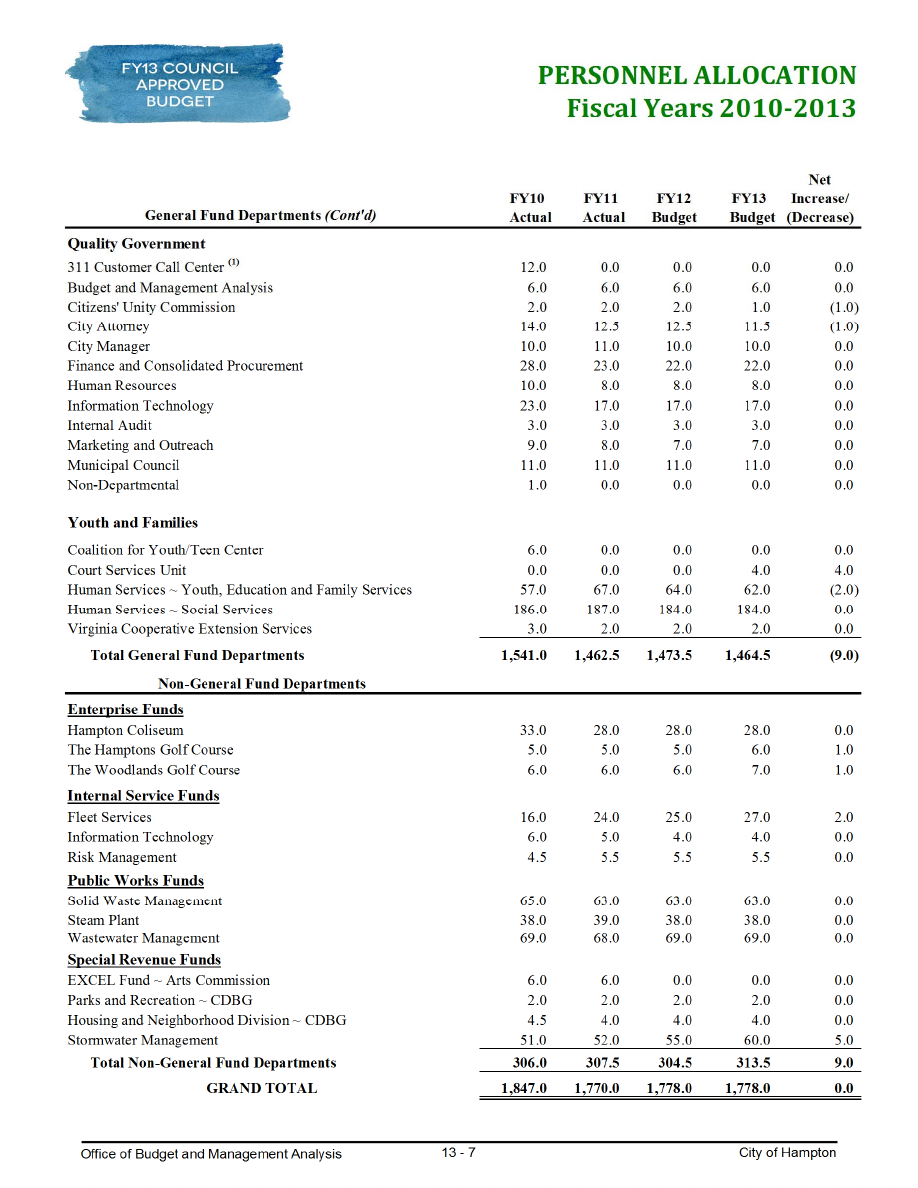 FY13 COUNCIL
APPROVED
BUDGET
PERSONNEL ALLOCATION
Fiscal Years 2010-2013
Net
FY10 FY11 FY12 FY13 Increase/
General Fund Departments (Cont'd) Actual Actual Budget Budget (Decrease)
Quality Government
311 Customer Call Center (1) 12.0 0.0 0.0 0.0 0.0
Budget and Management Analysis 6.0 6.0 6.0 6.0 0.0
Citizens' Unity Commission 2.0 2.0 2.0 1.0 (1.0)
City Attorney 14.0 12.5 12.5 11.5 (1.0)
City Manager 10.0 11.0 10.0 10.0 0.0
Finance and Consolidated Procurement 28.0 23.0 22.0 22.0 0.0
Human Resources 10.0 8.0 8.0 8.0 0.0
Information Technology 23.0 17.0 17.0 17.0 0.0
Internal Audit 3.0 3.0 3.0 3.0 0.0
Marketing and Outreach 9.0 8.0 7.0 7.0 0.0
Municipal Council 11.0 11.0 11.0 11.0 0.0
Non-Departmental 1.0 0.0 0.0 0.0 0.0
Youth and Families
Coalition for Youth/Teen Center 6.0 0.0 0.0 0.0 0.0
Court Services Unit 0.0 0.0 0.0 4.0 4.0
Human Services ~ Youth, Education and Family Services 57.0 67.0 64.0 62.0 (2.0)
Human Services ~ Social Services 186.0 187.0 184.0 184.0 0.0
Virginia Cooperative Extension Services 3.0 2.0 2.0 2.0 0.0
Total General Fund Departments 1,541.0 1,462.5 1,473.5 1,464.5 (9.0)
Non-General Fund Departments
Enterprise Funds
Hampton Coliseum 33.0 28.0 28.0 28.0 0.0
The Hamptons Golf Course 5.0 5.0 5.0 6.0 1.0
The Woodlands Golf Course 6.0 6.0 6.0 7.0 1.0
Internal Service Funds
Fleet Services 16.0 24.0 25.0 27.0 2.0
Information Technology 6.0 5.0 4.0 4.0 0.0
Risk Management 4.5 5.5 5.5 5.5 0.0
Public Works Funds
Solid Waste Management 65.0 63.0 63.0 63.0 0.0
Steam Plant 38.0 39.0 38.0 38.0 0.0
Wastewater Management 69.0 68.0 69.0 69.0 0.0
Special Revenue Funds
EXCEL Fund ~ Arts Commission 6.0 6.0 0.0 0.0 0.0
Parks and Recreation ~ CDBG 2.0 2.0 2.0 2.0 0.0
Housing and Neighborhood Division ~ CDBG 4.5 4.0 4.0 4.0 0.0
Stormwater Management 51.0 52.0 55.0 60.0 5.0
Total Non-General Fund Departments 306.0 307.5 304.5 313.5 9.0
GRAND TOTAL 1,847.0 1,770.0 1,778.0 1,778.0 0.0
Office of Budget and Management Analysis 13 - 7 City of Hampton